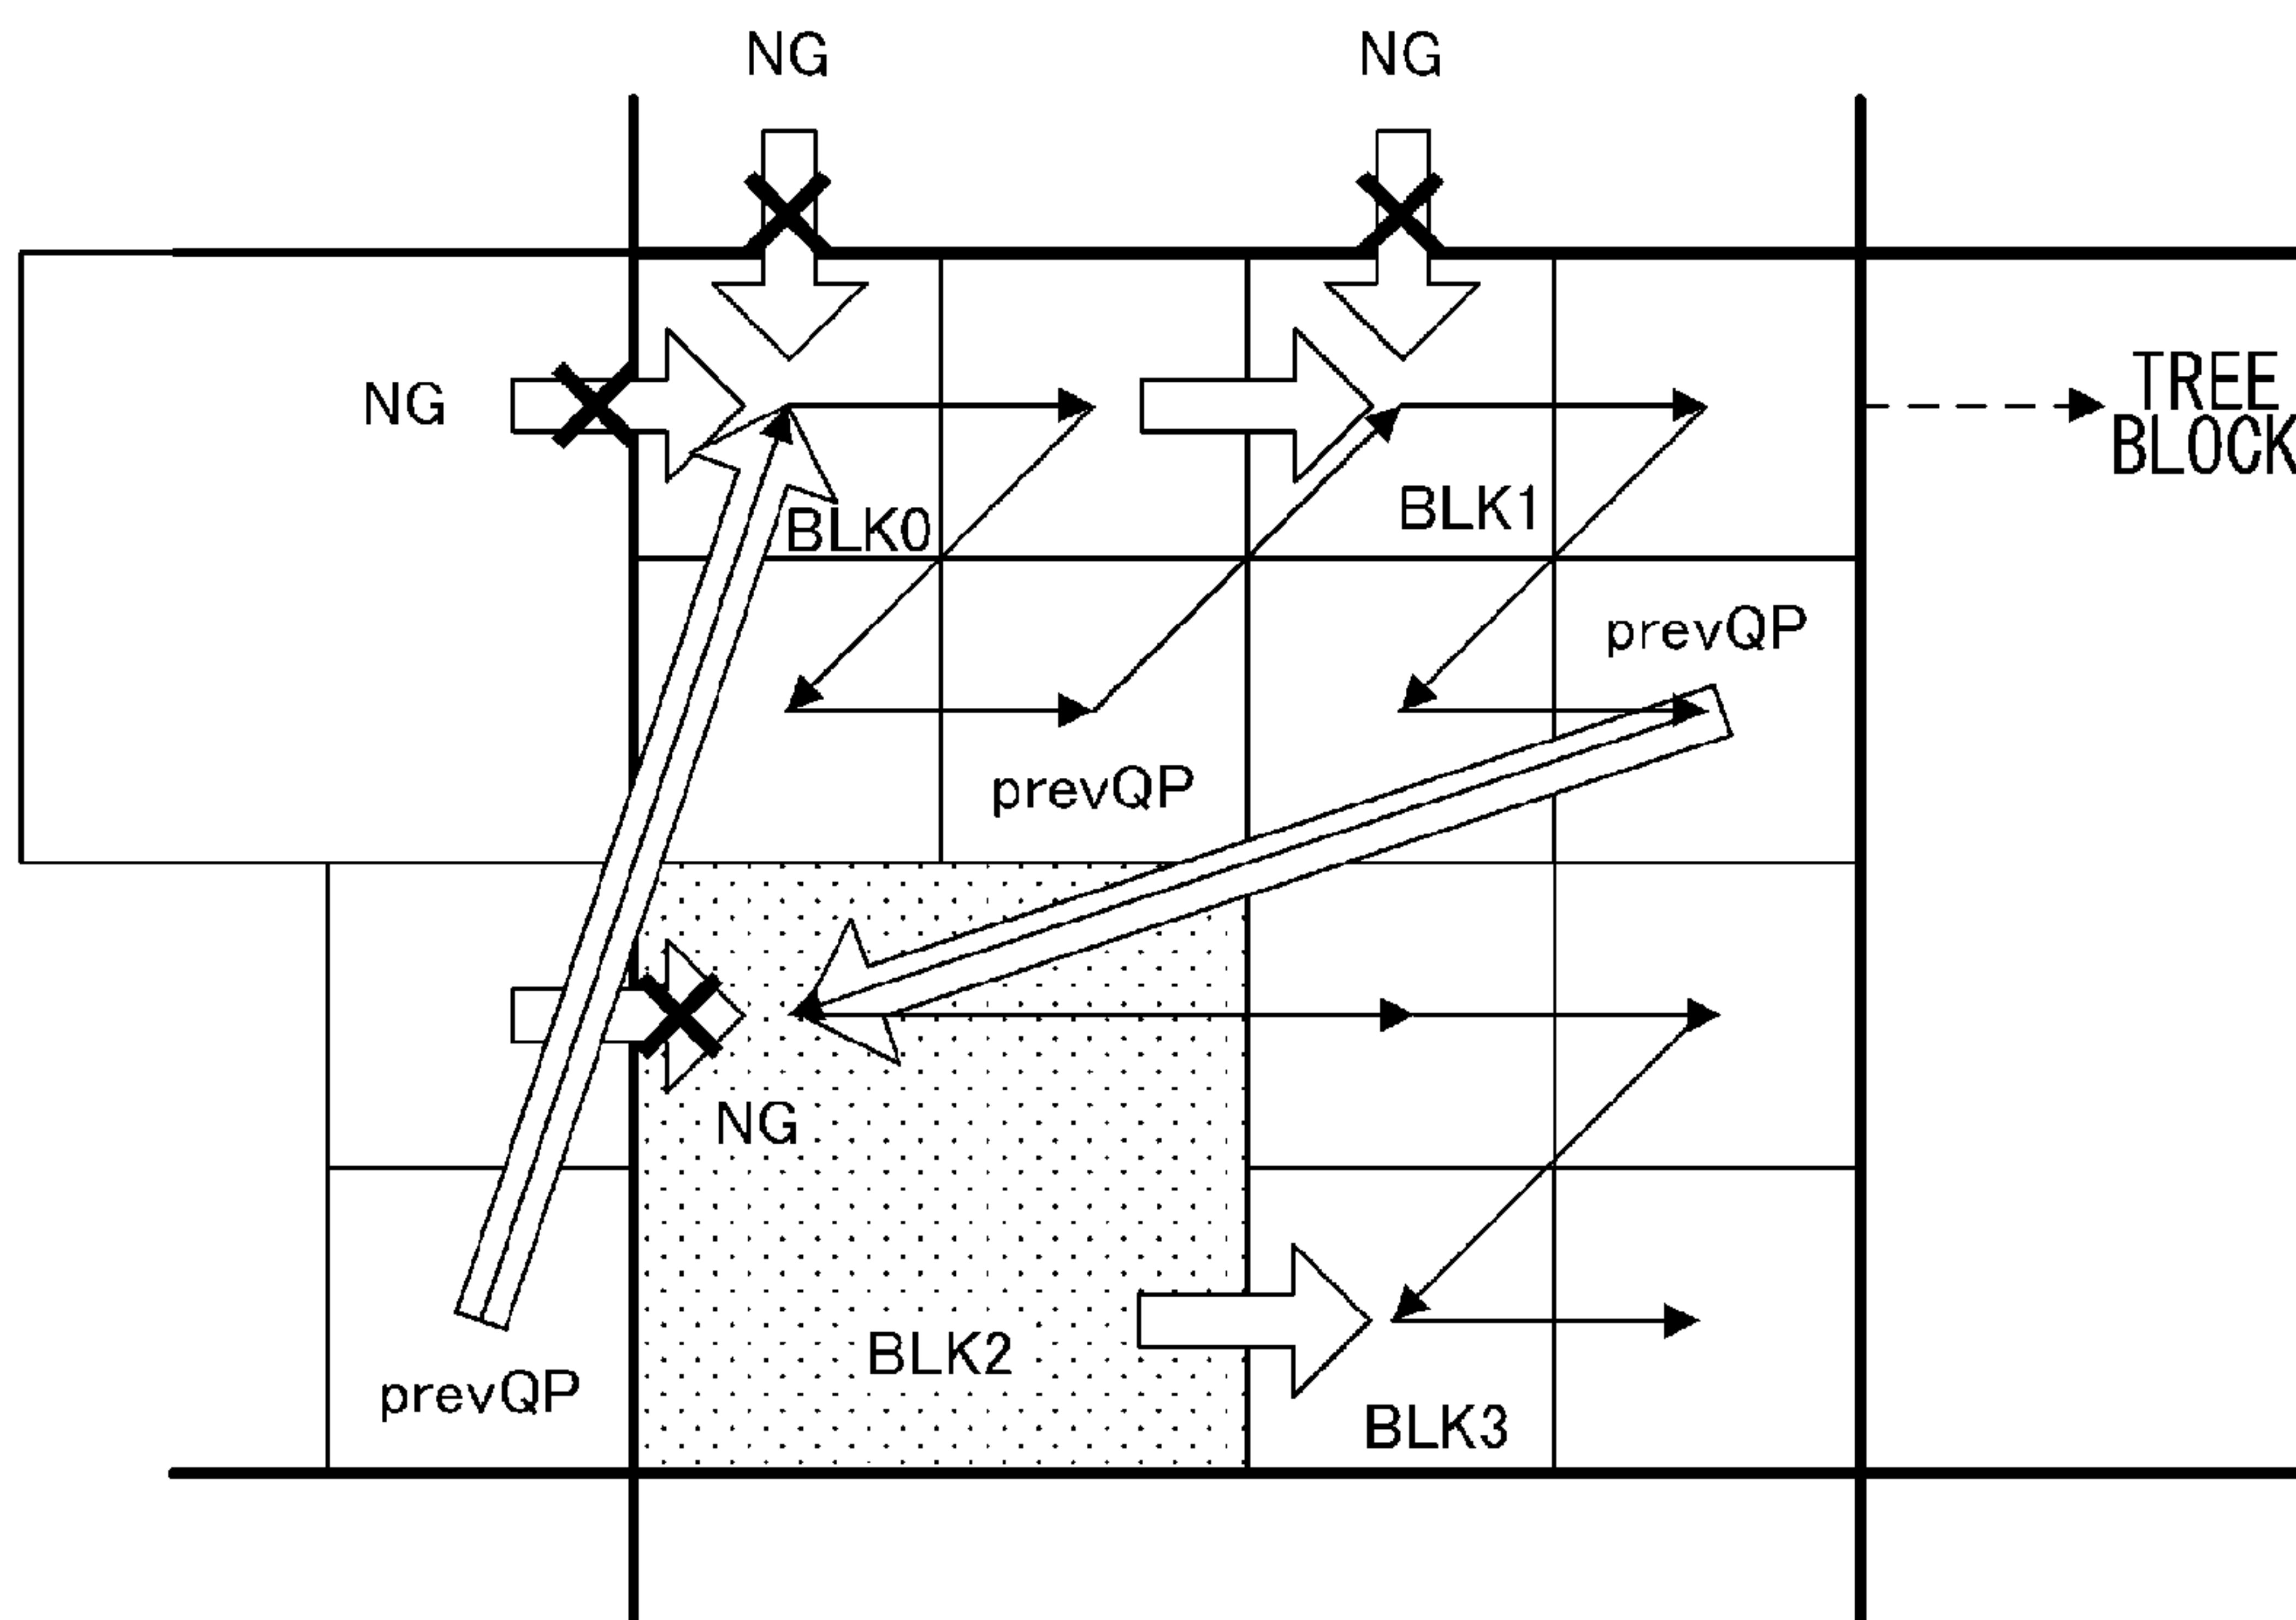 NG
NG
NG
TREE
BLOCK
BLK0
BLK1
prevQP
prevQP
NG
BLK2
prevQP
BLK3